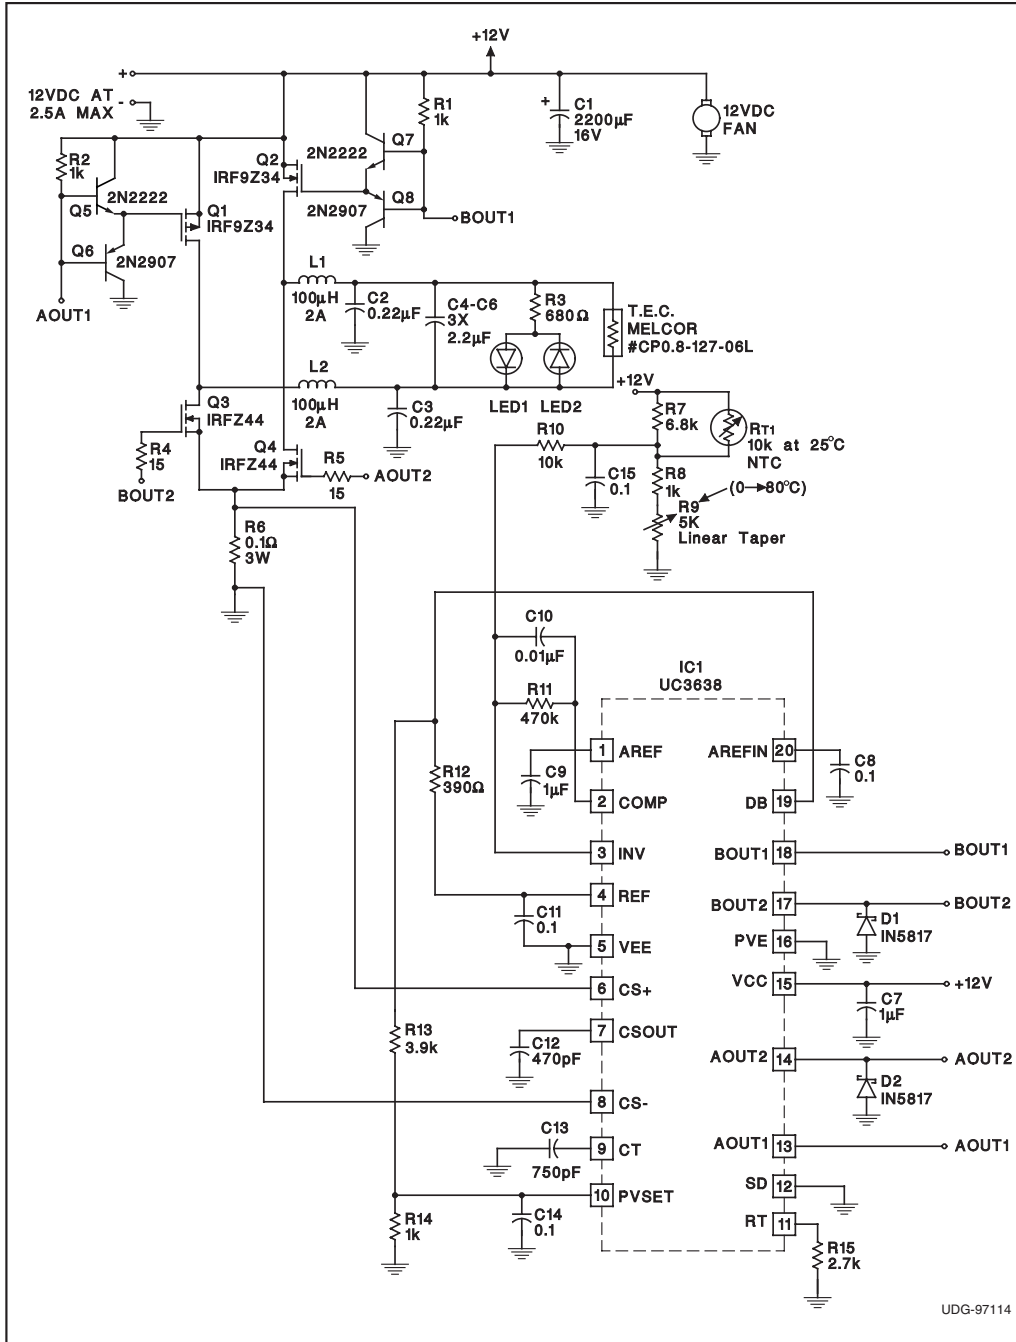 +12V
+
12VDC AT
2.5A MAX
-
R2
1k
2N2222
Q5
Q6
2N2907
AOUT1
Q1
IRF9Z34
Q2
IRF9Z34
2N2222
Q7
R1
1k
2N2907
Q8
BOUT1
+
C1
2200µF
16V
12VDC
FAN
L1
100µH
2A
C2
0.22µF
C4-C6
3X
2.2µF
R3
680Ω
T.E.C.
MELCOR
#CP0.8-127-06L
LED1
LED2
L2
100µH
2A
C3
0.22µF
Q3
IRFZ44
R4
15
BOUT2
Q4
IRFZ44
R5
15
AOUT2
R6
0.1Ω
3W
+12V
R7
6.8k
RT1
10k at 25°C
NTC
R10
10k
C15
0.1
R8
1k
(0→80°C)
R9
5K
Linear Taper
C10
0.01µF
R11
470k
R12
390Ω
C9
1µF
C11
0.1
R13
3.9k
C12
470pF
C13
750pF
R14
1k
C14
0.1
IC1
UC3638
1 AREF
2 COMP
3 INV
4 REF
5 VEE
6 CS+
7 CSOUT
8 CS-
9 CT
10 PVSET
AREFIN 20
DB 19
BOUT1 18
BOUT2 17
PVE 16
VCC 15
AOUT2 14
AOUT1 13
SD 12
RT 11
C8
0.1
BOUT1
BOUT2
D1
IN5817
+12V
C7
1µF
AOUT2
D2
IN5817
AOUT1
R15
2.7k
UDG-97114